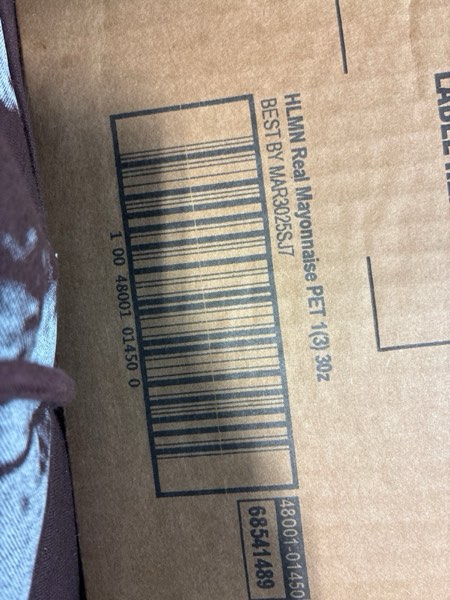 HLMN Real Mayonnaise PET 1(3) 30z
BEST BY MAR3025SJ7
1 00 48001 01450 0
48001-01450
68541489